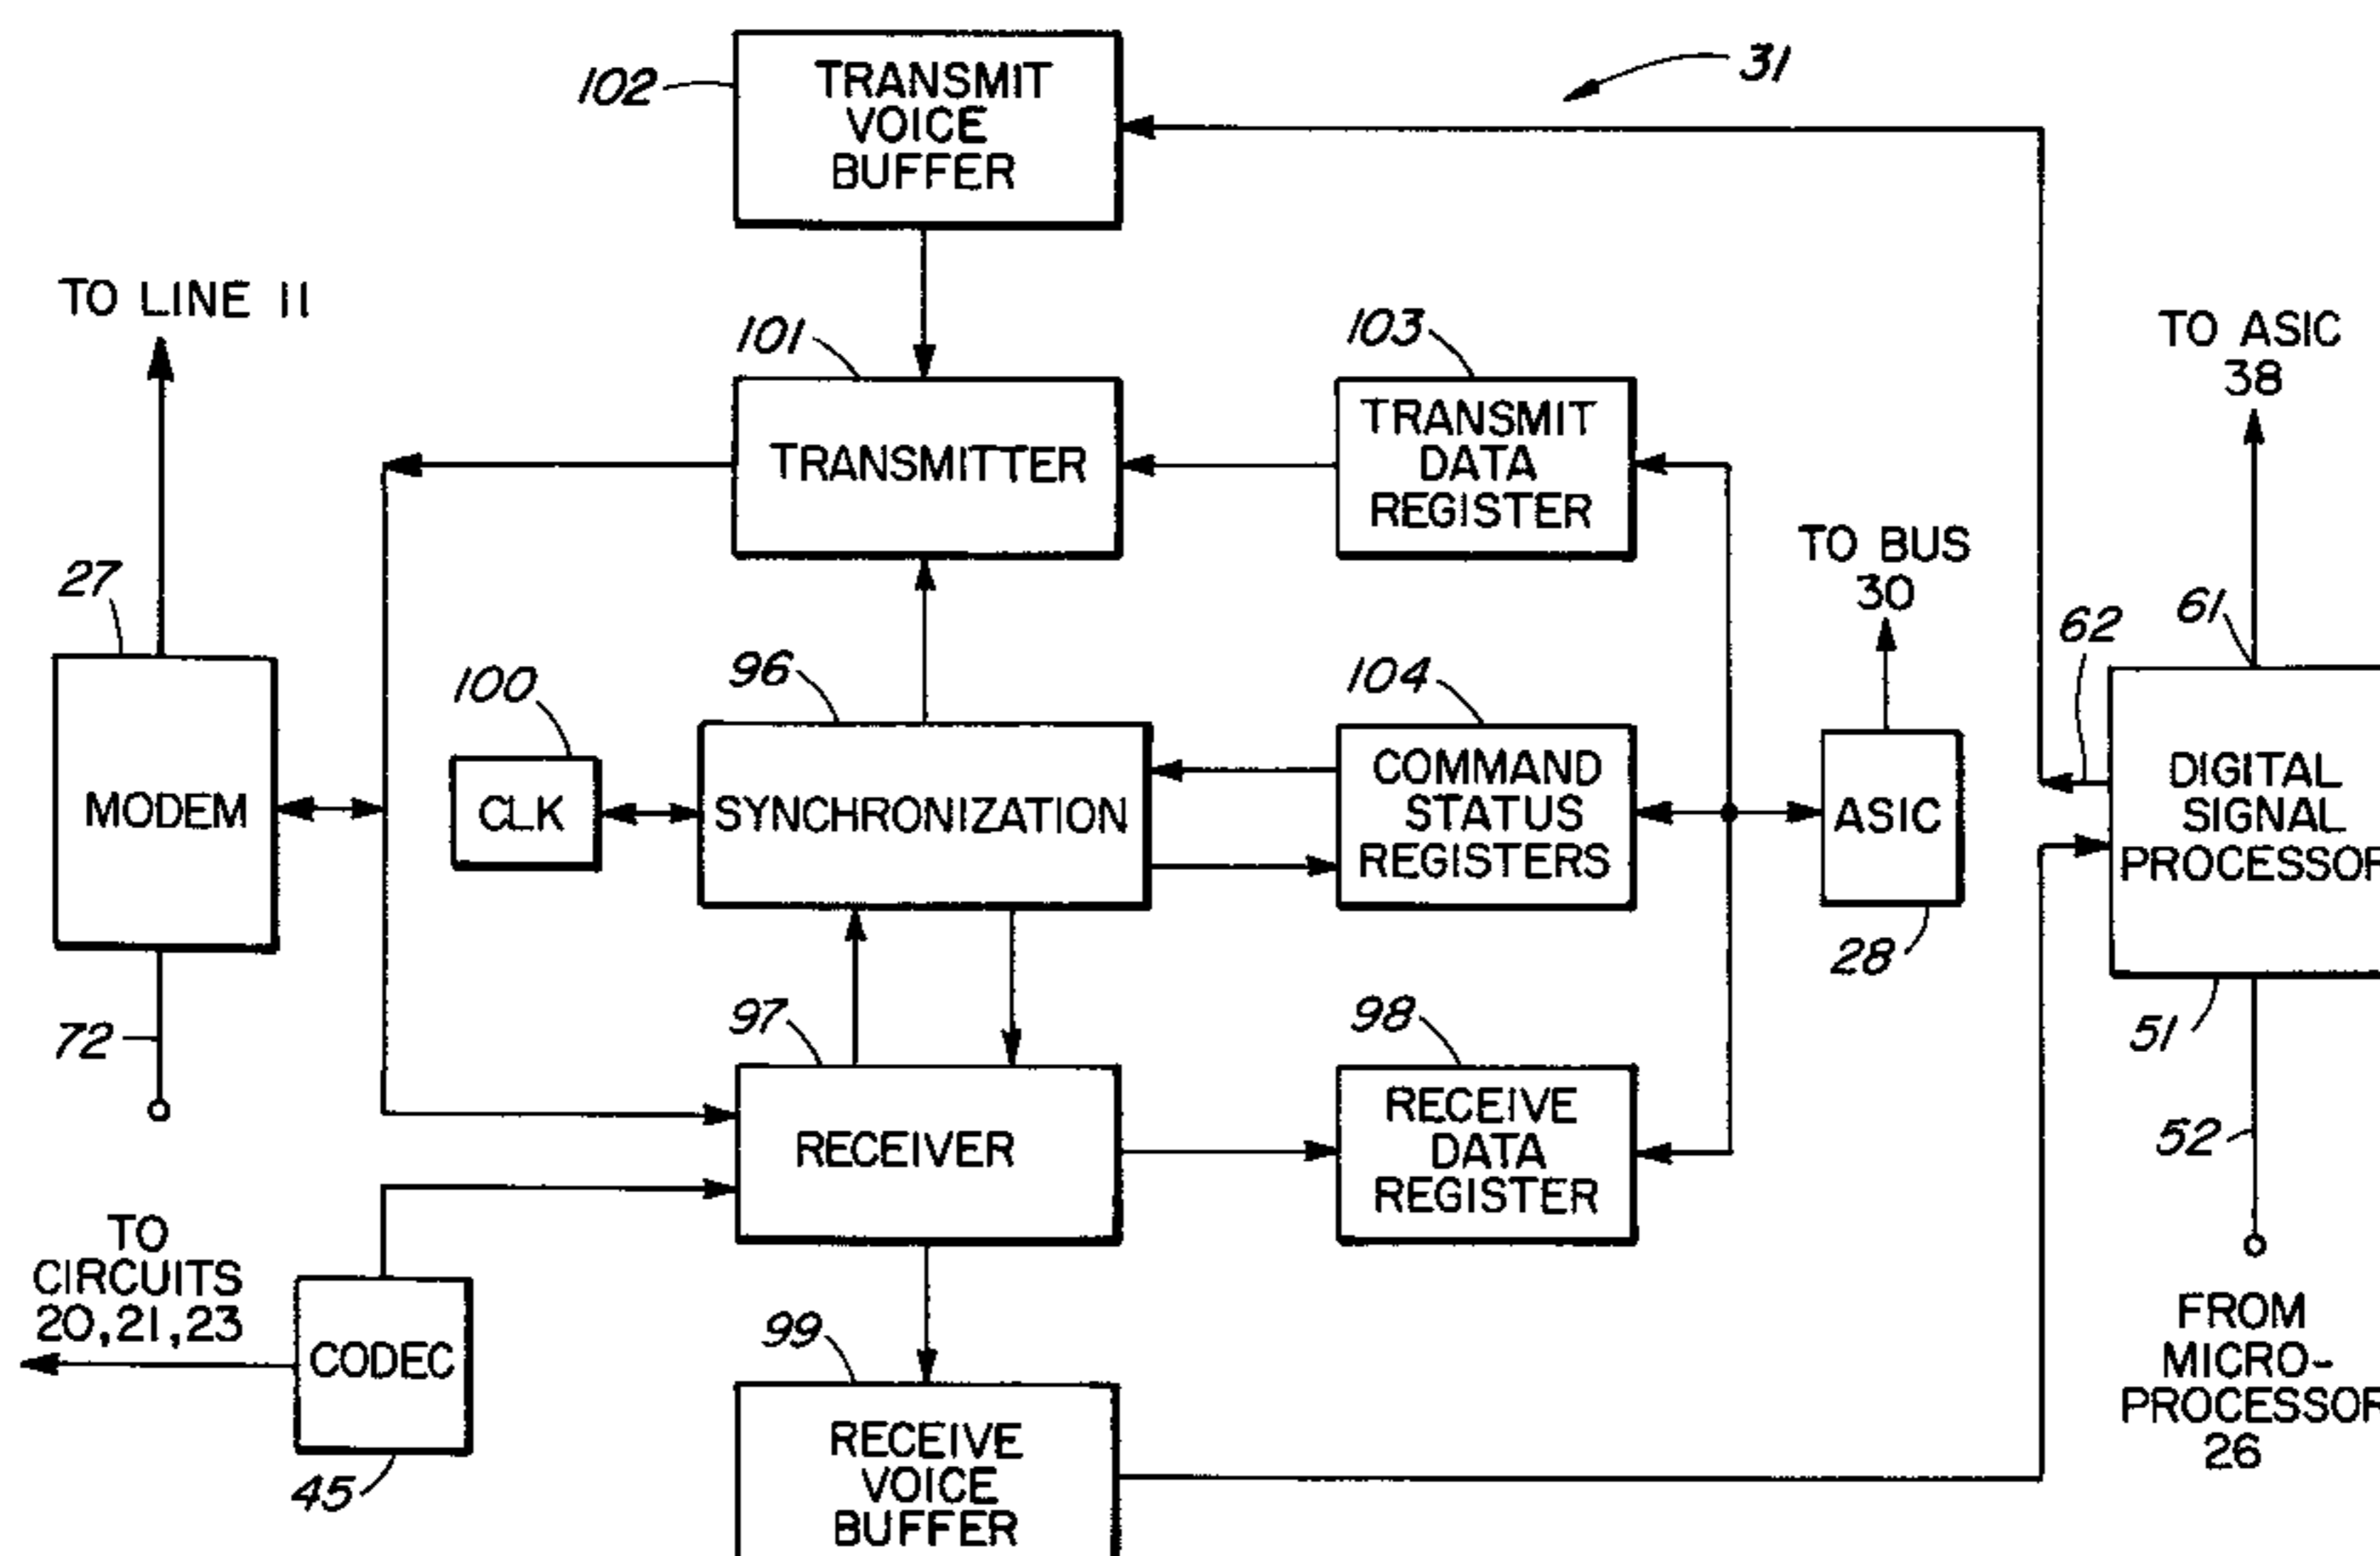 102
TRANSMIT
VOICE
BUFFER
31
TO LINE 11
101
TRANSMITTER
103
TRANSMIT
DATA
REGISTER
TO ASIC
38
TO BUS
30
27
MODEM
72
100
CLK
96
SYNCHRONIZATION
104
COMMAND
STATUS
REGISTERS
ASIC
28
62
61
DIGITAL
SIGNAL
PROCESSOR
51
52
FROM
MICRO-
PROCESSOR
26
97
RECEIVER
98
RECEIVE
DATA
REGISTER
TO
CIRCUITS
20,21,23
CODEC
45
99
RECEIVE
VOICE
BUFFER